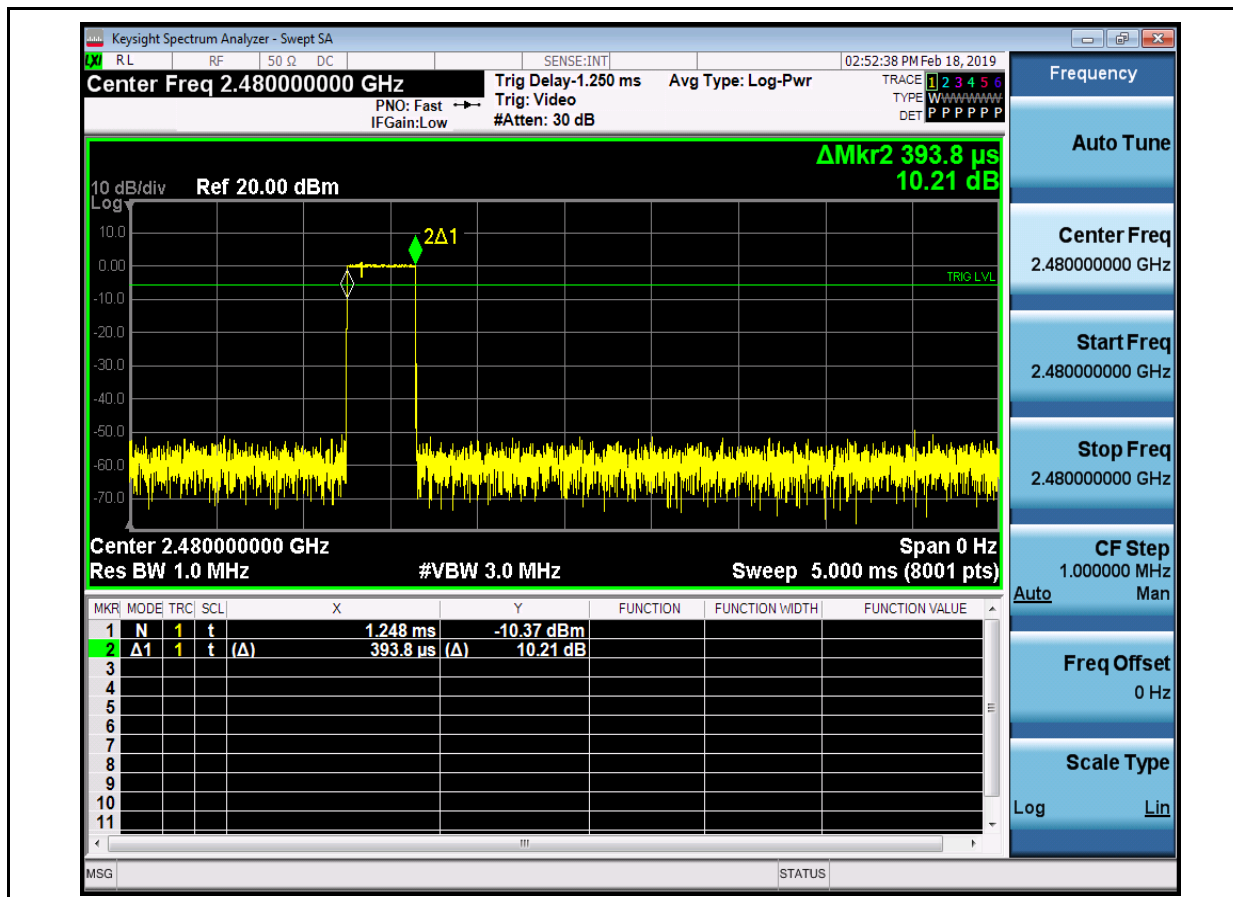 Keysight Spectrum Analyzer - Swept SA
LXI RL RF 50 Ω DC SENSE:INT 02:52:38 PM Feb 18, 2019
Center Freq 2.480000000 GHz
PNO: Fast
IFGain:Low
Trig Delay-1.250 ms
Trig: Video
#Atten: 30 dB
Avg Type: Log-Pwr
TRACE 1 2 3 4 5 6
TYPE WWWWWW
DET P P P P P P
ΔMkr2 393.8 µs
10.21 dB
10 dB/div Ref 20.00 dBm
Log
10.0
0.00
-10.0
-20.0
-30.0
-40.0
-50.0
-60.0
-70.0
2Δ1
1
TRIG LVL
Center 2.480000000 GHz Span 0 Hz
Res BW 1.0 MHz #VBW 3.0 MHz Sweep 5.000 ms (8001 pts)
MKR MODE TRC SCL X Y FUNCTION FUNCTION WIDTH FUNCTION VALUE
1 N 1 t 1.248 ms -10.37 dBm
2 Δ1 1 t (Δ) 393.8 µs (Δ) 10.21 dB
3
4
5
6
7
8
9
10
11
MSG STATUS
Frequency
Auto Tune
Center Freq
2.480000000 GHz
Start Freq
2.480000000 GHz
Stop Freq
2.480000000 GHz
CF Step
1.000000 MHz
Auto Man
Freq Offset
0 Hz
Scale Type
Log Lin